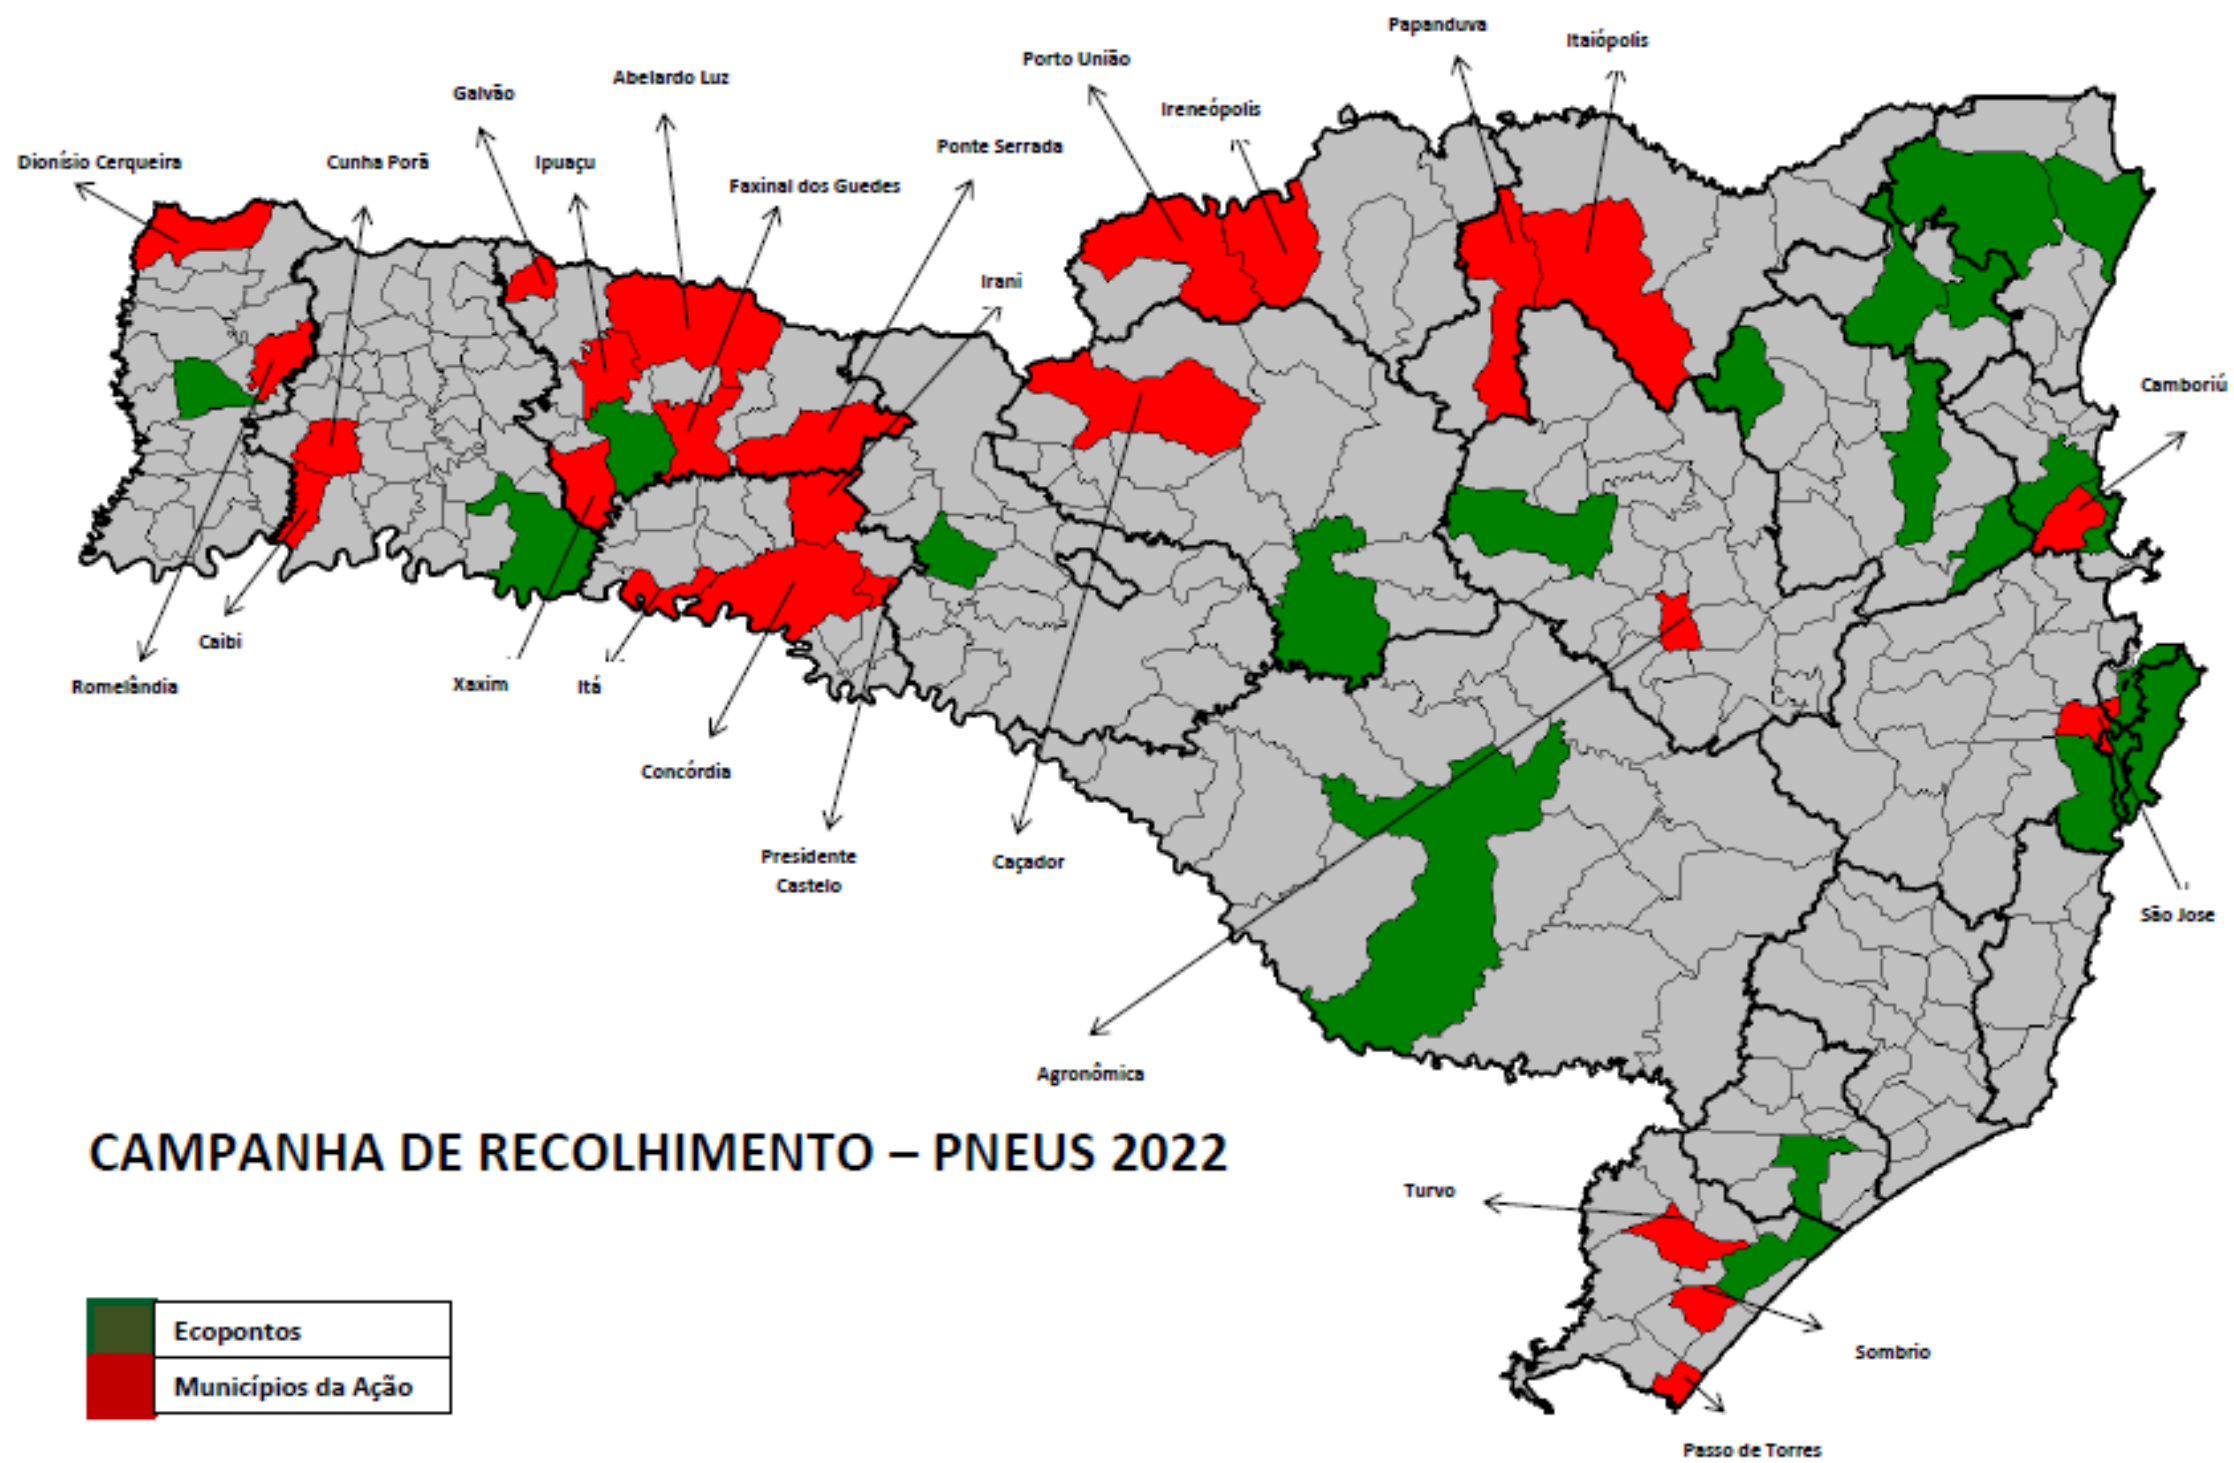 Papanduva
Itaiópolis
Porto União
Abelardo Luz
Galvão
Ireneópolis
Ponte Serrada
Dionísio Cerqueira
Cunha Porã
Ipuaçu
Faxinal dos Guedes
Irani
Camboriú
Caibi
Romelândia
Xaxim
Itá
Concórdia
Presidente
Castelo
Caçador
São Jose
Agronômica
CAMPANHA DE RECOLHIMENTO – PNEUS 2022
Turvo
Ecopontos
Sombrio
Municípios da Ação
Passo de Torres